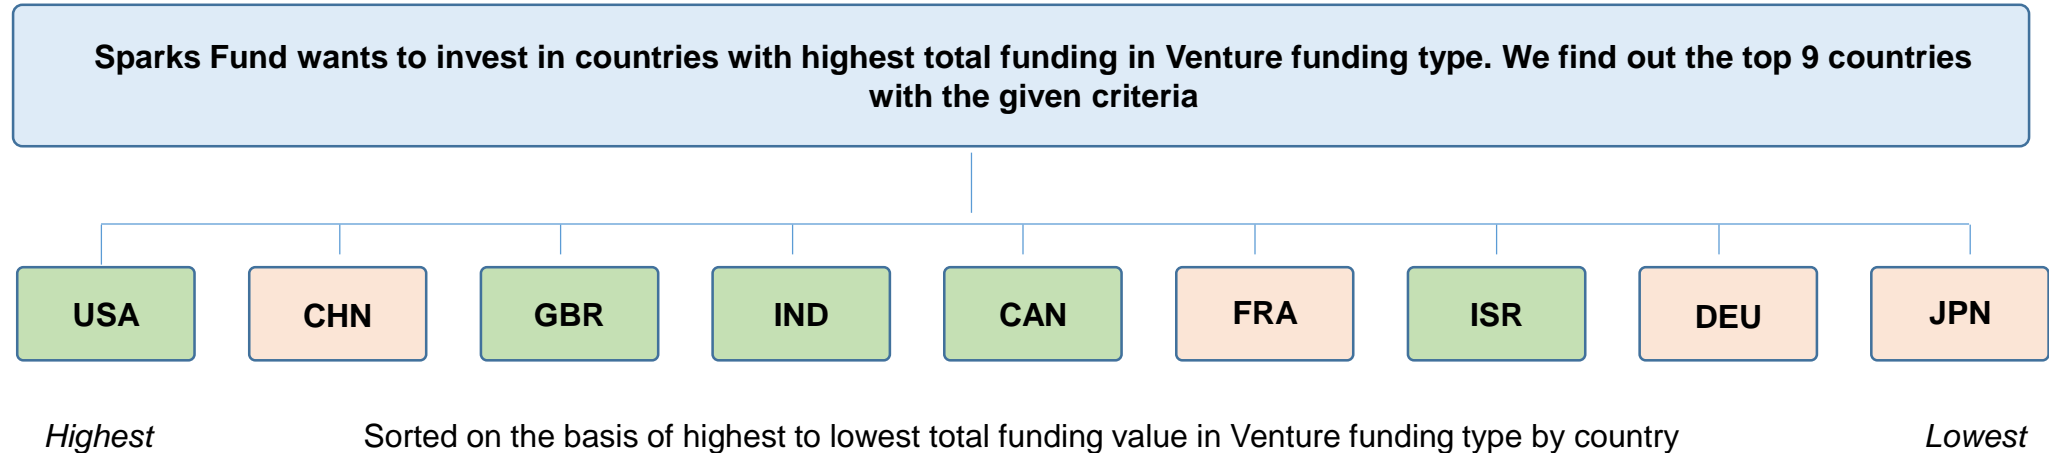 Sparks Fund wants to invest in countries with highest total funding in Venture funding type. We find out the top 9 countries
with the given criteria
USA
CHN
GBR
IND
CAN
FRA
ISR
DEU
JPN
Highest
Sorted on the basis of highest to lowest total funding value in Venture funding type by country
Lowest